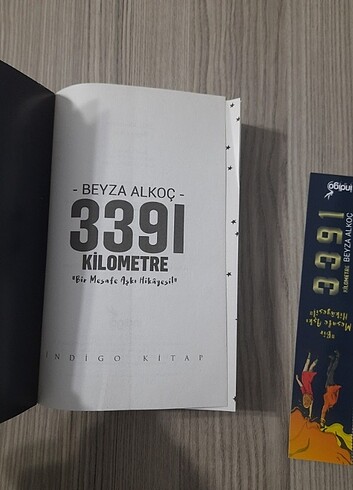 - BEYZA ALKOÇ -
3391
KİLOMETRE
"Bir Mesafe Aşkı Hikâyesi"
İNDİGO KİTAP
indigo
3391
KİLOMETRE BEYZA ALKOÇ
"Bir
Mesafe Aşkı
Hikâyesi"